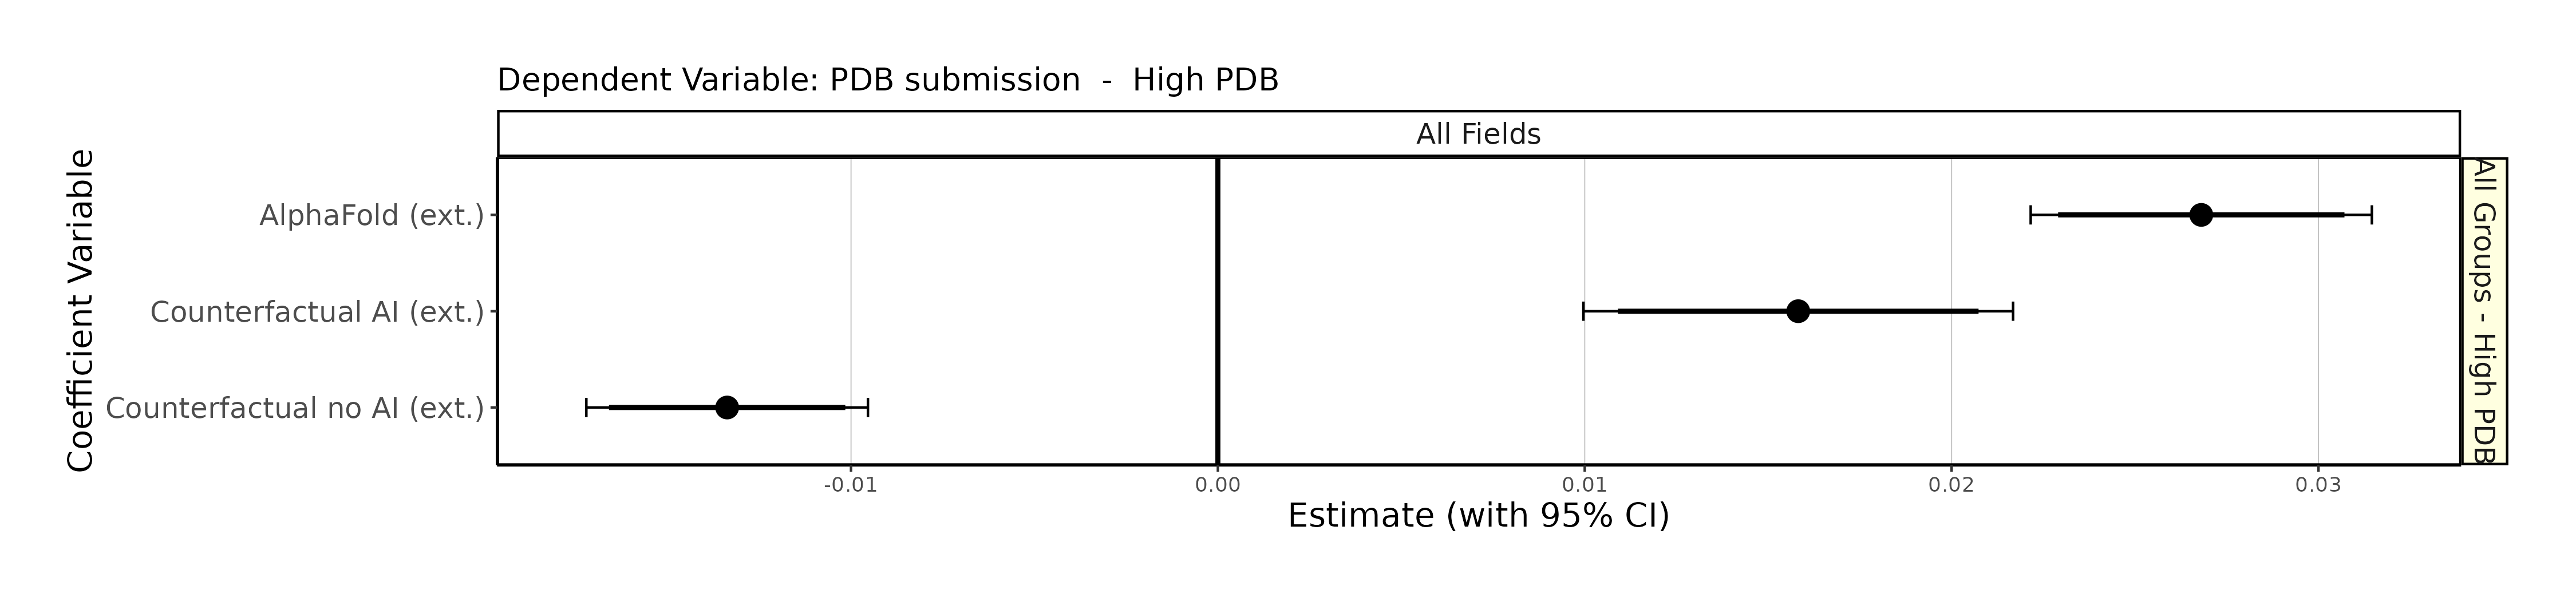 Dependent Variable: PDB submission  -  High PDB
All Fields
Coefficient Variable
AlphaFold (ext.)
Counterfactual AI (ext.)
Counterfactual no AI (ext.)
All Groups - High PDB
-0.01
0.00
0.01
0.02
0.03
Estimate (with 95% CI)